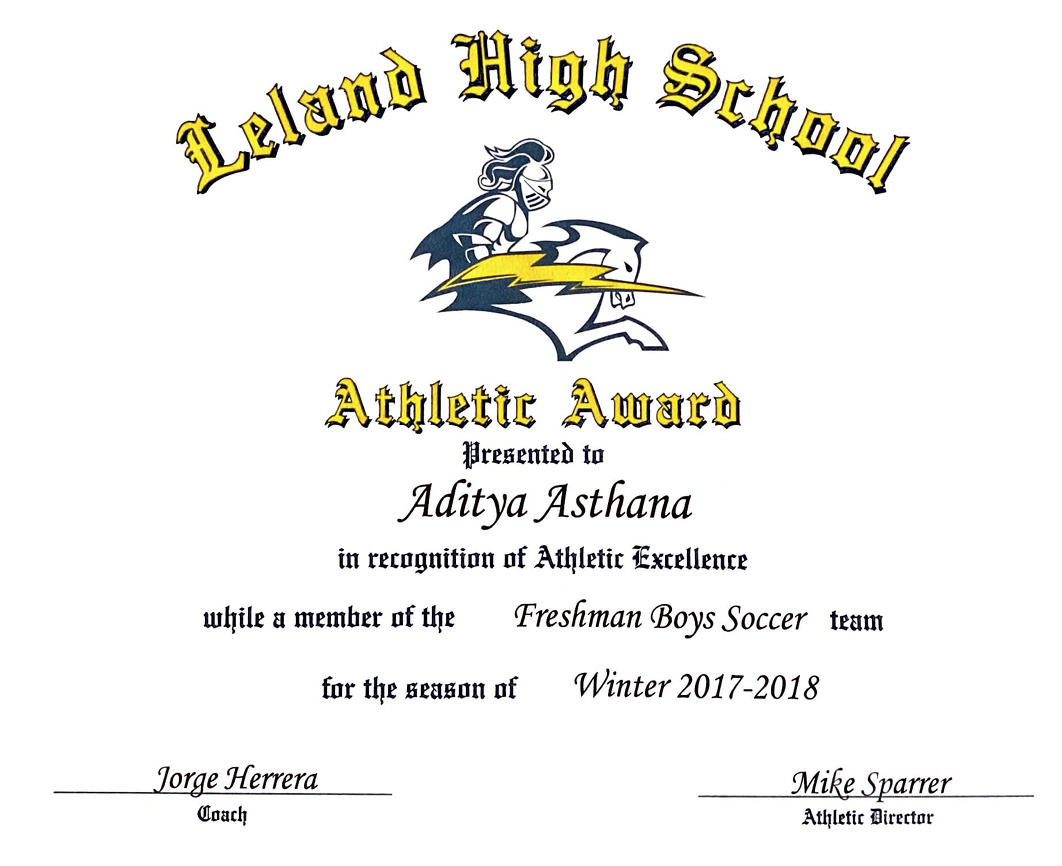 Leland High School
Athletic Award
Presented to
Aditya Asthana
in recognition of Athletic Excellence
while a member of the Freshman Boys Soccer team
for the season of Winter 2017-2018
Jorge Herrera Mike Sparrer
Coach Athletic Director